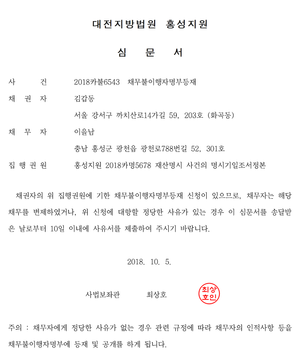 대전지방법원 홍성지원
심 문 서
사 건 2018카불6543 채무불이행자명부등재
채 권 자 김갑동
서울 강서구 까치산로14가길 59, 203호 (화곡동)
채 무 자 이을남
충남 홍성군 광천읍 광천로788번길 52, 301호
집 행 권 원 홍성지원 2018카명5678 재산명시 사건의 명시기일조서정본
채권자의 위 집행권원에 기한 채무불이행자명부등재 신청이 있으므로, 채무자는 해당
채무를 변제하였거나, 위 신청에 대항할 정당한 사유가 있는 경우 이 심문서를 송달받
은 날로부터 10일 이내에 사유서를 제출하여 주시기 바랍니다.
2018. 10. 5.
사법보좌관 최상호
최상
호인
주의 : 채무자에게 정당한 사유가 없는 경우 관련 규정에 따라 채무자의 인적사항 등을
채무불이행자명부에 등재 및 공개를 하게 됩니다.